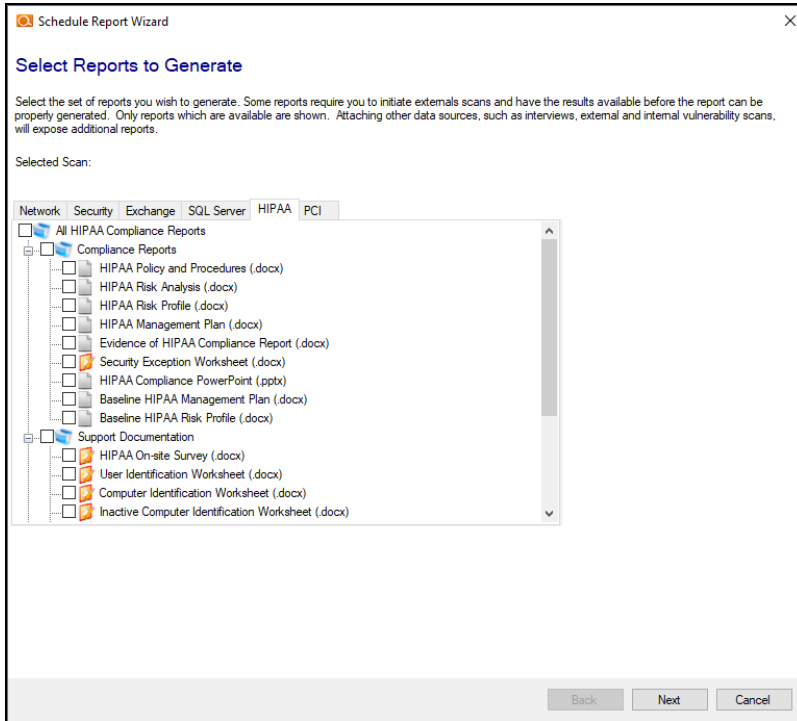 Schedule Report Wizard
Select Reports to Generate
Select the set of reports you wish to generate. Some reports require you to initiate externals scans and have the results available before the report can be
properly generated. Only reports which are available are shown. Attaching other data sources, such as interviews, external and internal vulnerability scans,
will expose additional reports.
Selected Scan:
Network Security Exchange SQL Server HIPAA PCI
All HIPAA Compliance Reports
Compliance Reports
HIPAA Policy and Procedures (.docx)
HIPAA Risk Analysis (.docx)
HIPAA Risk Profile (.docx)
HIPAA Management Plan (.docx)
Evidence of HIPAA Compliance Report (.docx)
Security Exception Worksheet (.docx)
HIPAA Compliance PowerPoint (.pptx)
Baseline HIPAA Management Plan (.docx)
Baseline HIPAA Risk Profile (.docx)
Support Documentation
HIPAA On-site Survey (.docx)
User Identification Worksheet (.docx)
Computer Identification Worksheet (.docx)
Inactive Computer Identification Worksheet (.docx)
Back Next Cancel